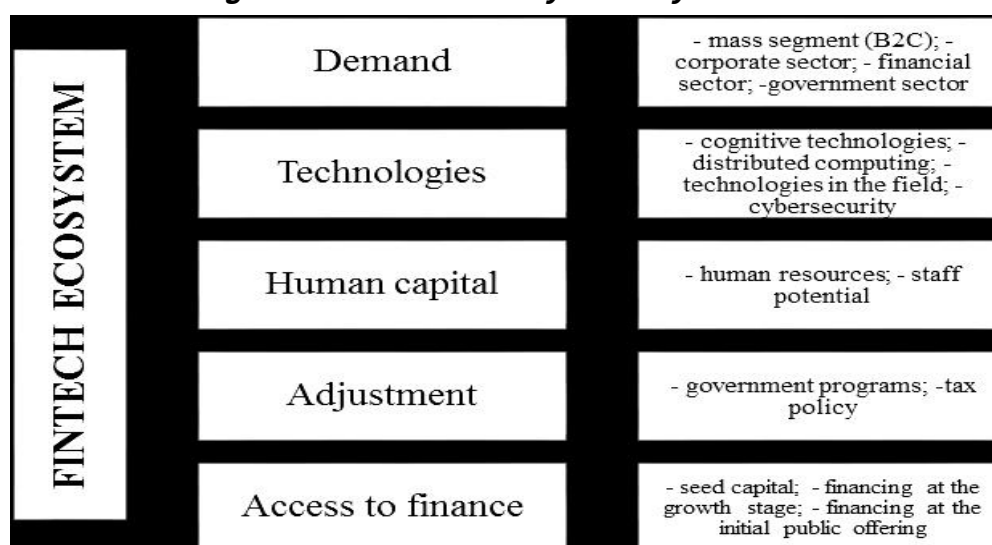 FINTECH ECOSYSTEM
Demand
- mass segment (B2C); -
corporate sector; - financial
sector; -government sector
Technologies
- cognitive technologies; -
distributed computing; -
technologies in the field; -
cybersecurity
Human capital
- human resources; - staff
potential
Adjustment
- government programs; -tax
policy
Access to finance
- seed capital; - financing at the
growth stage; - financing at the
initial public offering